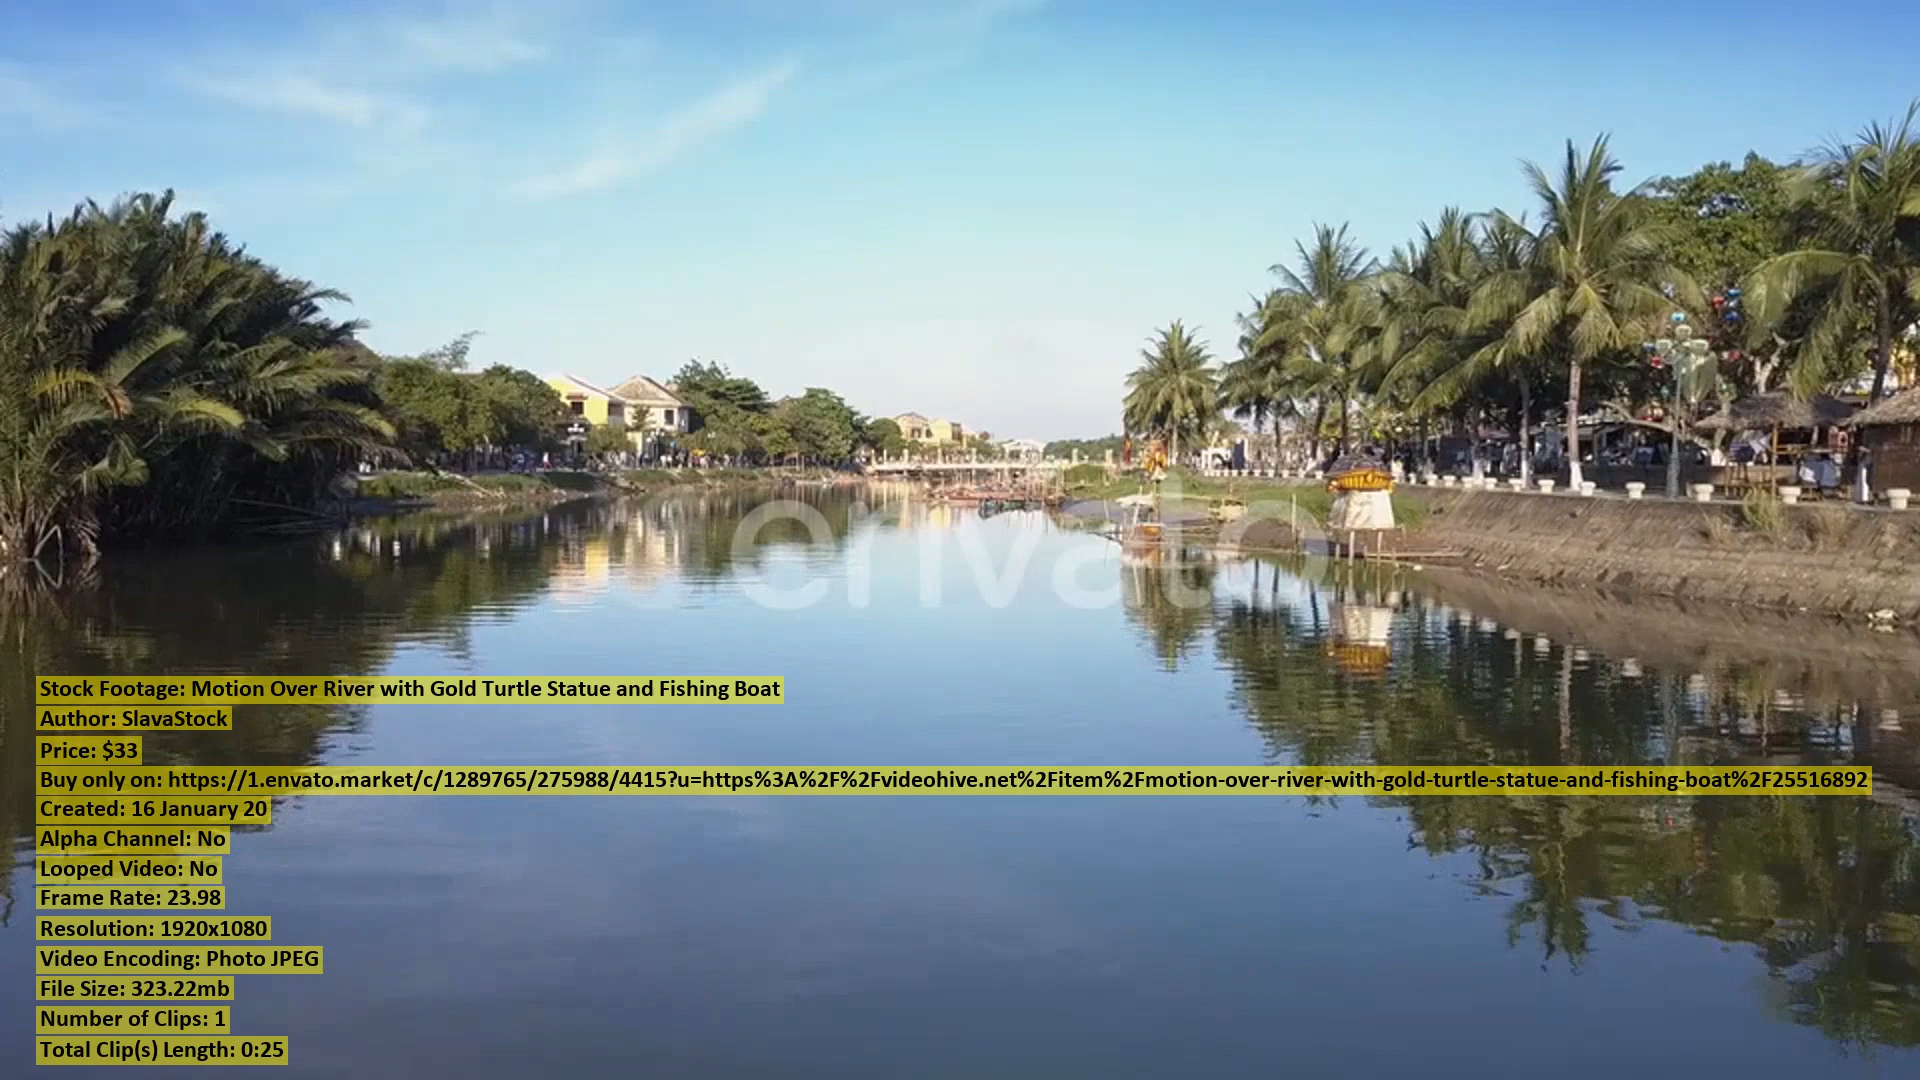 envato
Stock Footage: Motion Over River with Gold Turtle Statue and Fishing Boat
Author: SlavaStock
Price: $33
Buy only on: https://1.envato.market/c/1289765/275988/4415?u=https%3A%2F%2Fvideohive.net%2Fitem%2Fmotion-over-river-with-gold-turtle-statue-and-fishing-boat%2F25516892
Created: 16 January 20
Alpha Channel: No
Looped Video: No
Frame Rate: 23.98
Resolution: 1920x1080
Video Encoding: Photo JPEG
File Size: 323.22mb
Number of Clips: 1
Total Clip(s) Length: 0:25